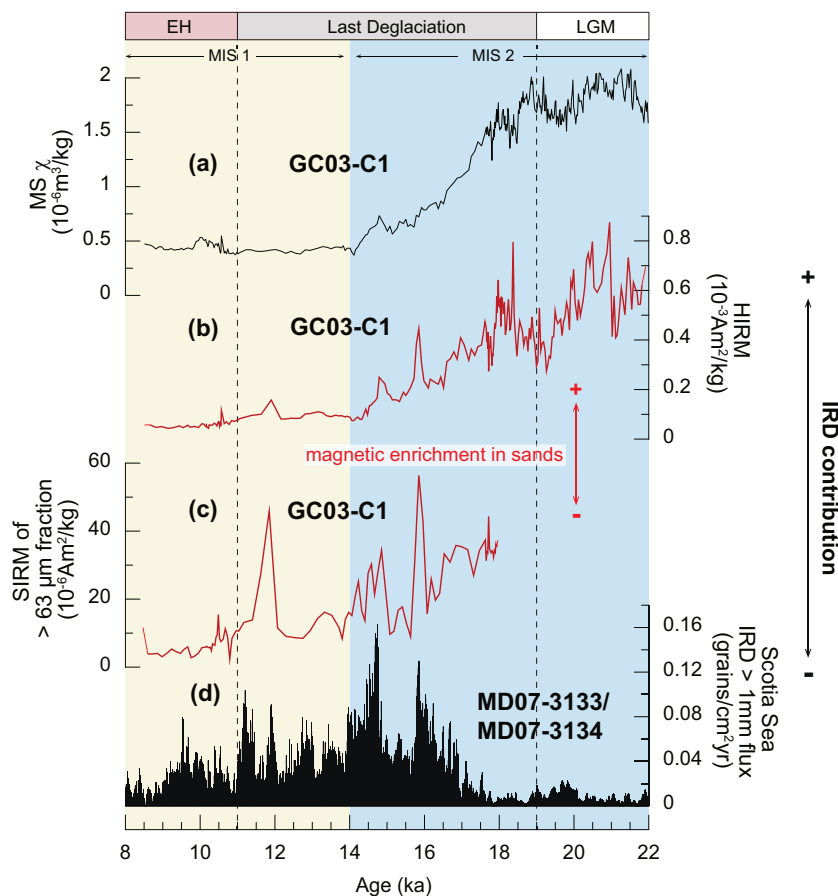 EH
Last Deglaciation
LGM
MIS 1
MIS 2
2
1.5
1
0.5
0
MS χ
(10⁻⁶m³/kg)
(a)
GC03-C1
0.8
0.6
0.4
0.2
0
HIRM
(10⁻³Am²/kg)
(b)
GC03-C1
+
-
magnetic enrichment in sands
+
-
IRD contribution
60
40
20
0
SIRM of
> 63 µm fraction
(10⁻⁶Am²/kg)
(c)
GC03-C1
0.16
0.12
0.08
0.04
0
Scotia Sea
IRD > 1mm flux
(grains/cm²yr)
(d)
MD07-3133/
MD07-3134
8
10
12
14
16
18
20
22
Age (ka)